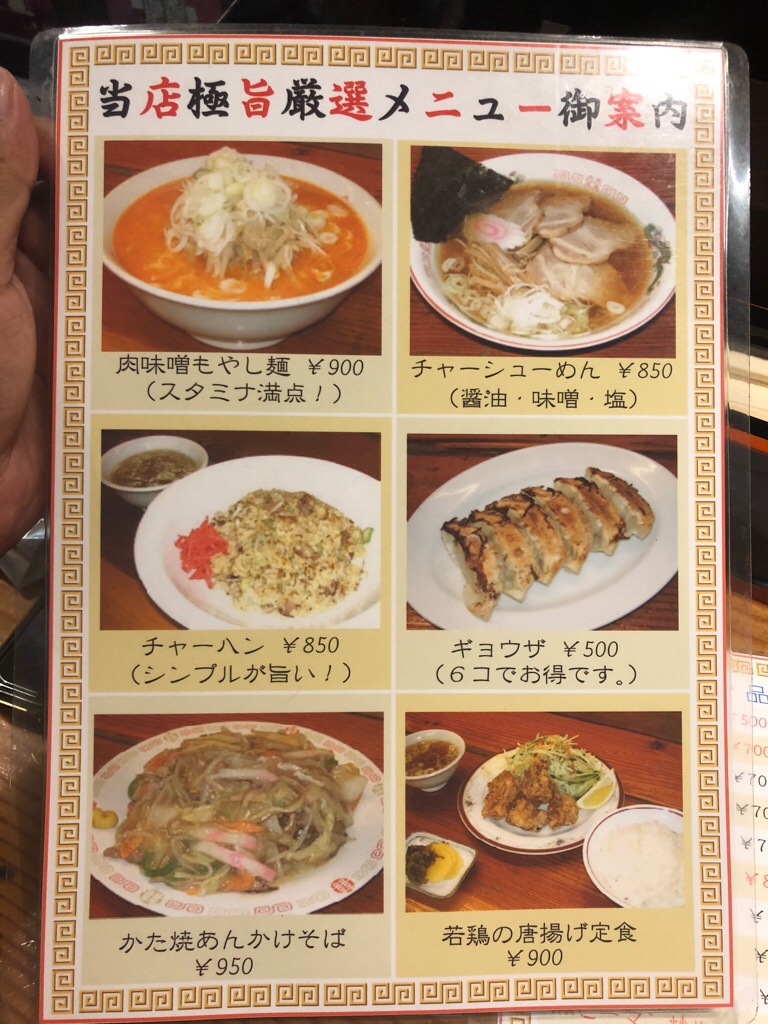 当店極旨厳選メニュー御案内
肉味噌もやし麺 ¥900
(スタミナ満点!)
チャーシューめん ¥850
(醤油・味噌・塩)
チャーハン ¥850
(シンプルが旨い!)
ギョウザ ¥500
(6コでお得です。)
かた焼あんかけそば
¥950
若鶏の唐揚げ定食
¥900
品